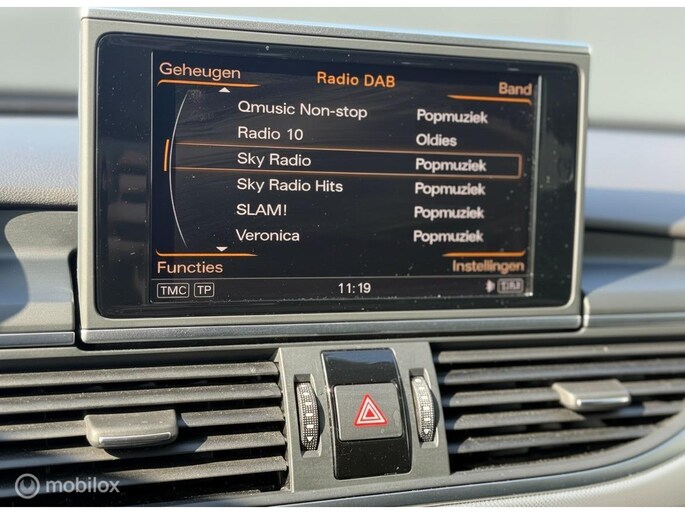 Geheugen Radio DAB Band
Qmusic Non-stop Popmuziek
Radio 10 Oldies
Sky Radio Popmuziek
Sky Radio Hits Popmuziek
SLAM! Popmuziek
Veronica Popmuziek
Functies Instellingen
TMC TP 11:19
mobilox